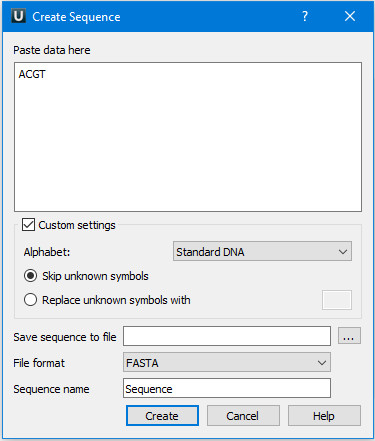 U Create Sequence ?
Paste data here
ACGT
Custom settings
Alphabet: Standard DNA
Skip unknown symbols
Replace unknown symbols with
Save sequence to file ...
File format FASTA
Sequence name Sequence
Create Cancel Help